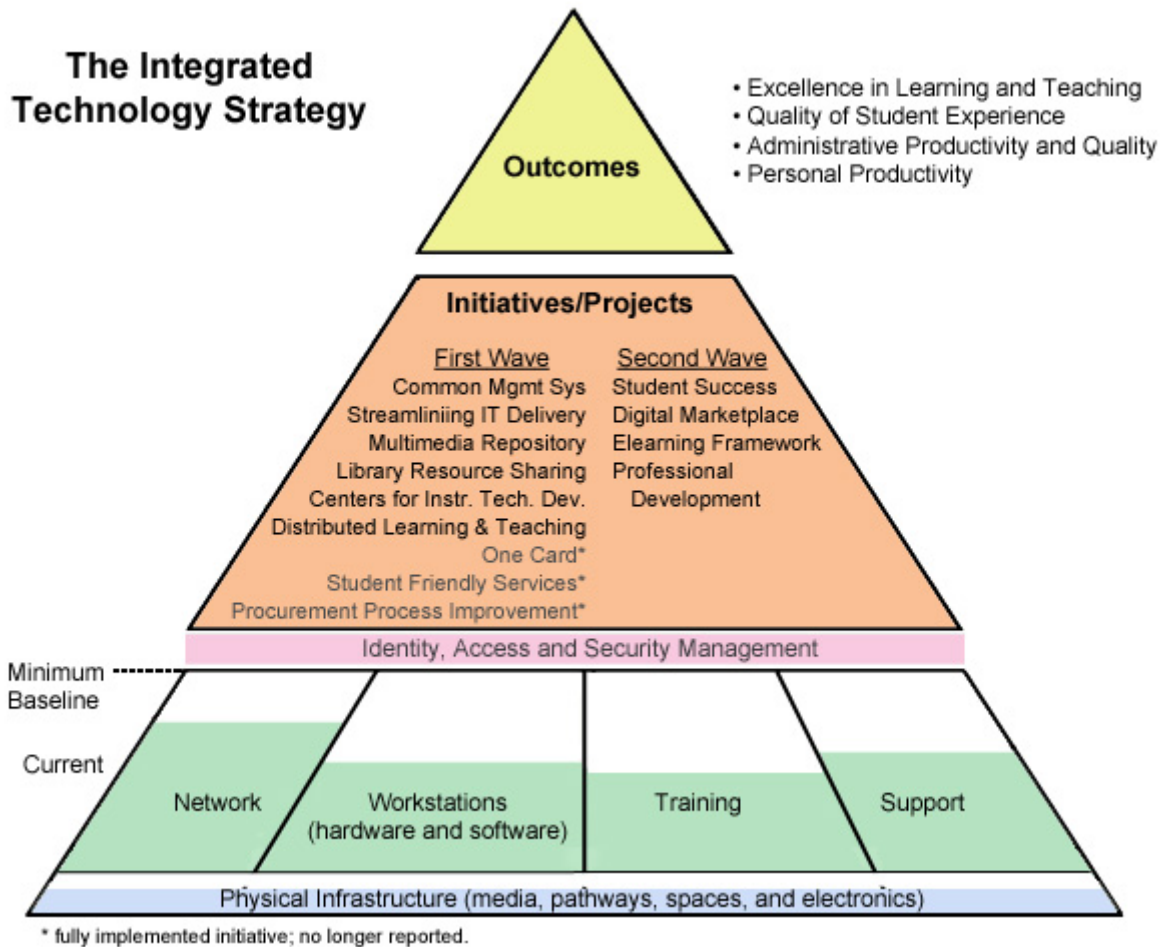 The Integrated
Technology Strategy
• Excellence in Learning and Teaching
• Quality of Student Experience
• Administrative Productivity and Quality
• Personal Productivity
Outcomes
Initiatives/Projects
First Wave
Common Mgmt Sys
Streamliniing IT Delivery
Multimedia Repository
Library Resource Sharing
Centers for Instr. Tech. Dev.
Distributed Learning & Teaching
One Card*
Student Friendly Services*
Procurement Process Improvement*
Second Wave
Student Success
Digital Marketplace
Elearning Framework
Professional
Development
Identity, Access and Security Management
Minimum
Baseline
Current
Network
Workstations
(hardware and software)
Training
Support
Physical Infrastructure (media, pathways, spaces, and electronics)
* fully implemented initiative; no longer reported.